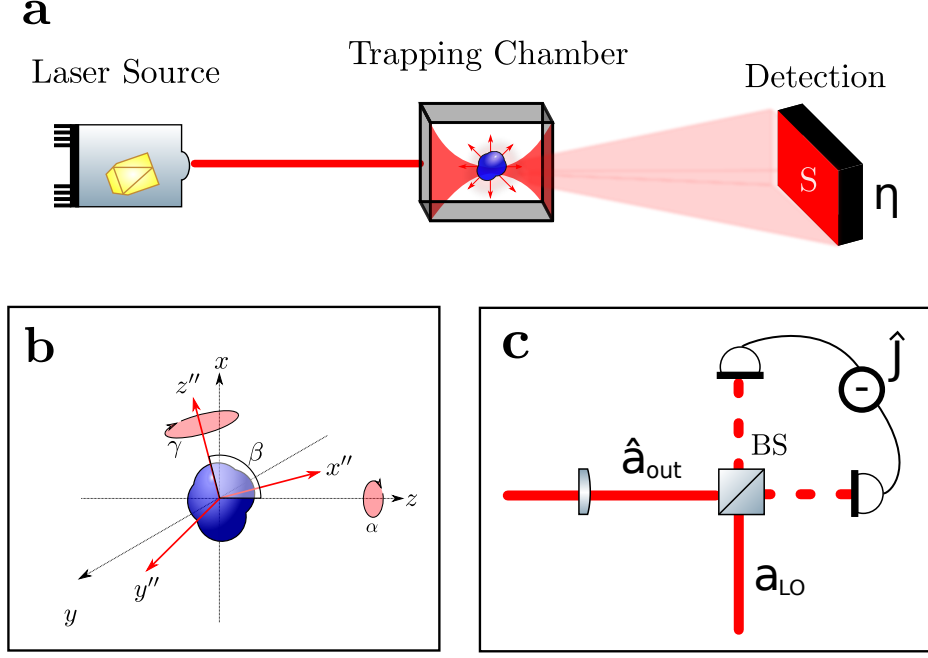 a
Laser Source
Trapping Chamber
Detection
S
η
b
x
z″
γ
β
x″
z
α
y″
y
c
ĵ
-
BS
â_out
a_LO